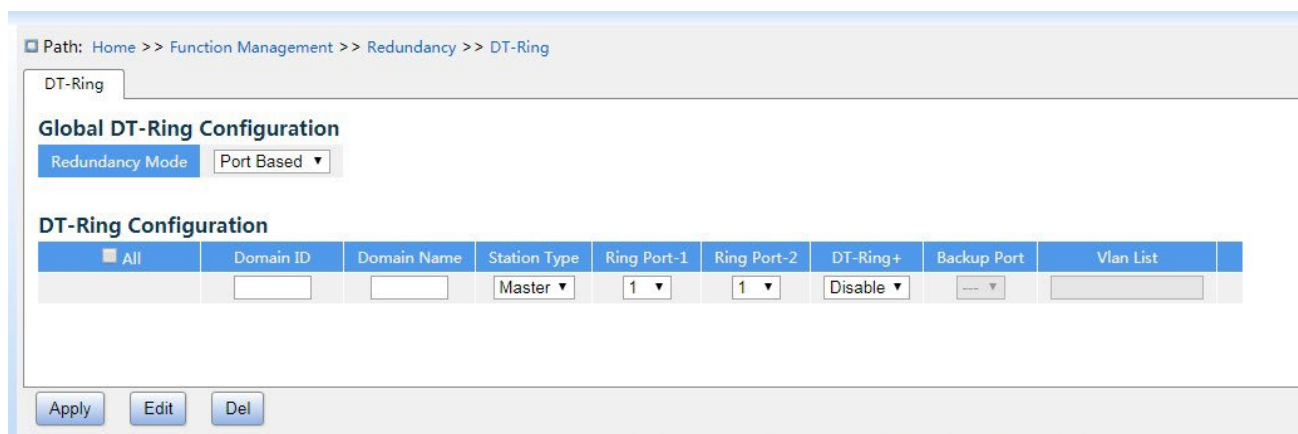 Path: Home >> Function Management >> Redundancy >> DT-Ring
DT-Ring
Global DT-Ring Configuration
Redundancy Mode Port Based
DT-Ring Configuration
All Domain ID Domain Name Station Type Ring Port-1 Ring Port-2 DT-Ring+ Backup Port Vlan List
Master 1 1 Disable ---
Apply Edit Del